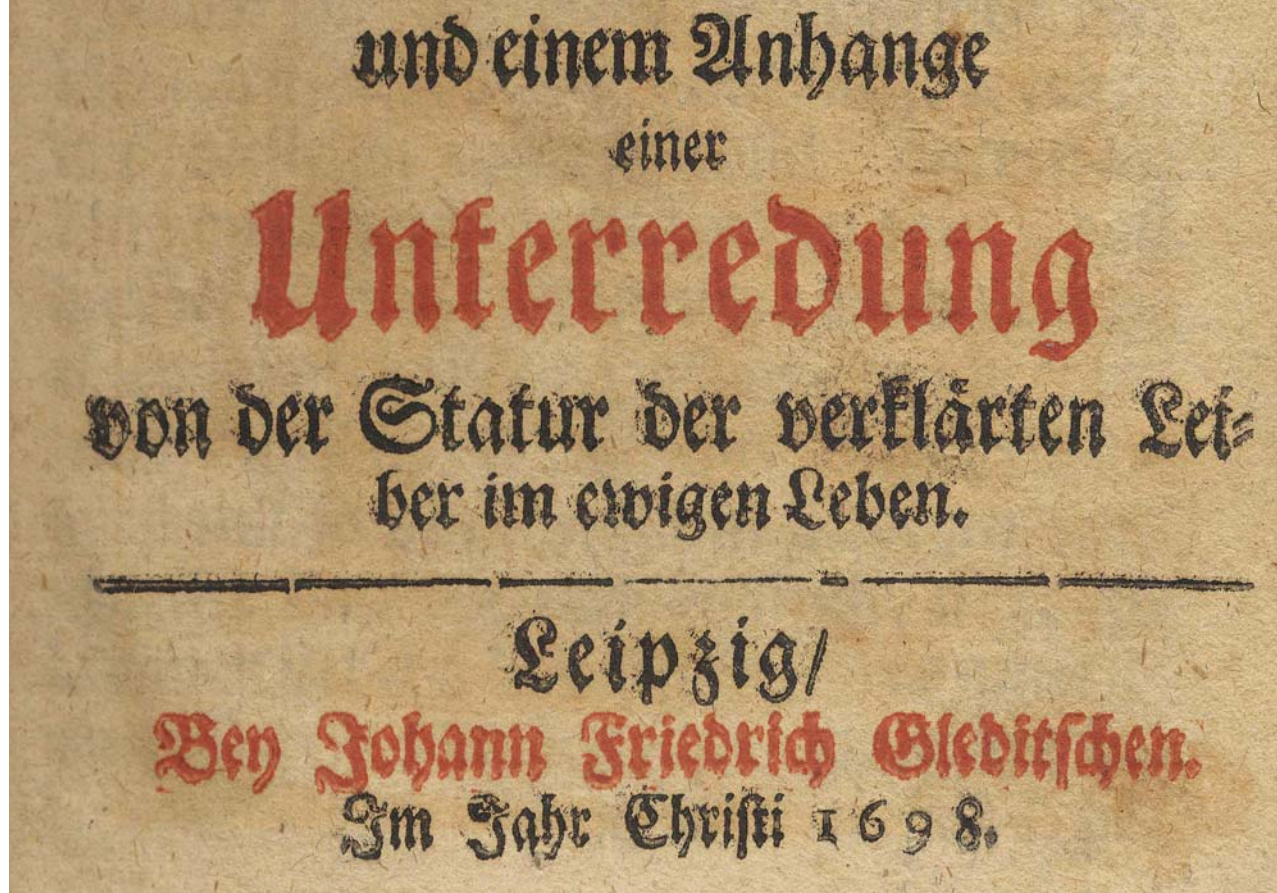 und einem Anhange
einer
Unterredung
von der Statur der verklärten Lei⸗
ber im ewigen Leben.
Leipzig/
Bey Johann Friedrich Gleditschen.
Im Jahr Christi 1698.